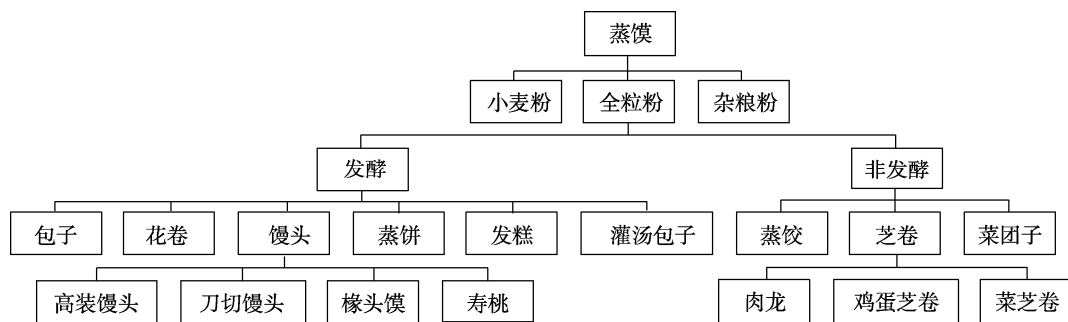 蒸馍
小麦粉
全粒粉
杂粮粉
发酵
非发酵
包子
花卷
馒头
蒸饼
发糕
灌汤包子
蒸饺
芝卷
菜团子
高装馒头
刀切馒头
椽头馍
寿桃
肉龙
鸡蛋芝卷
菜芝卷